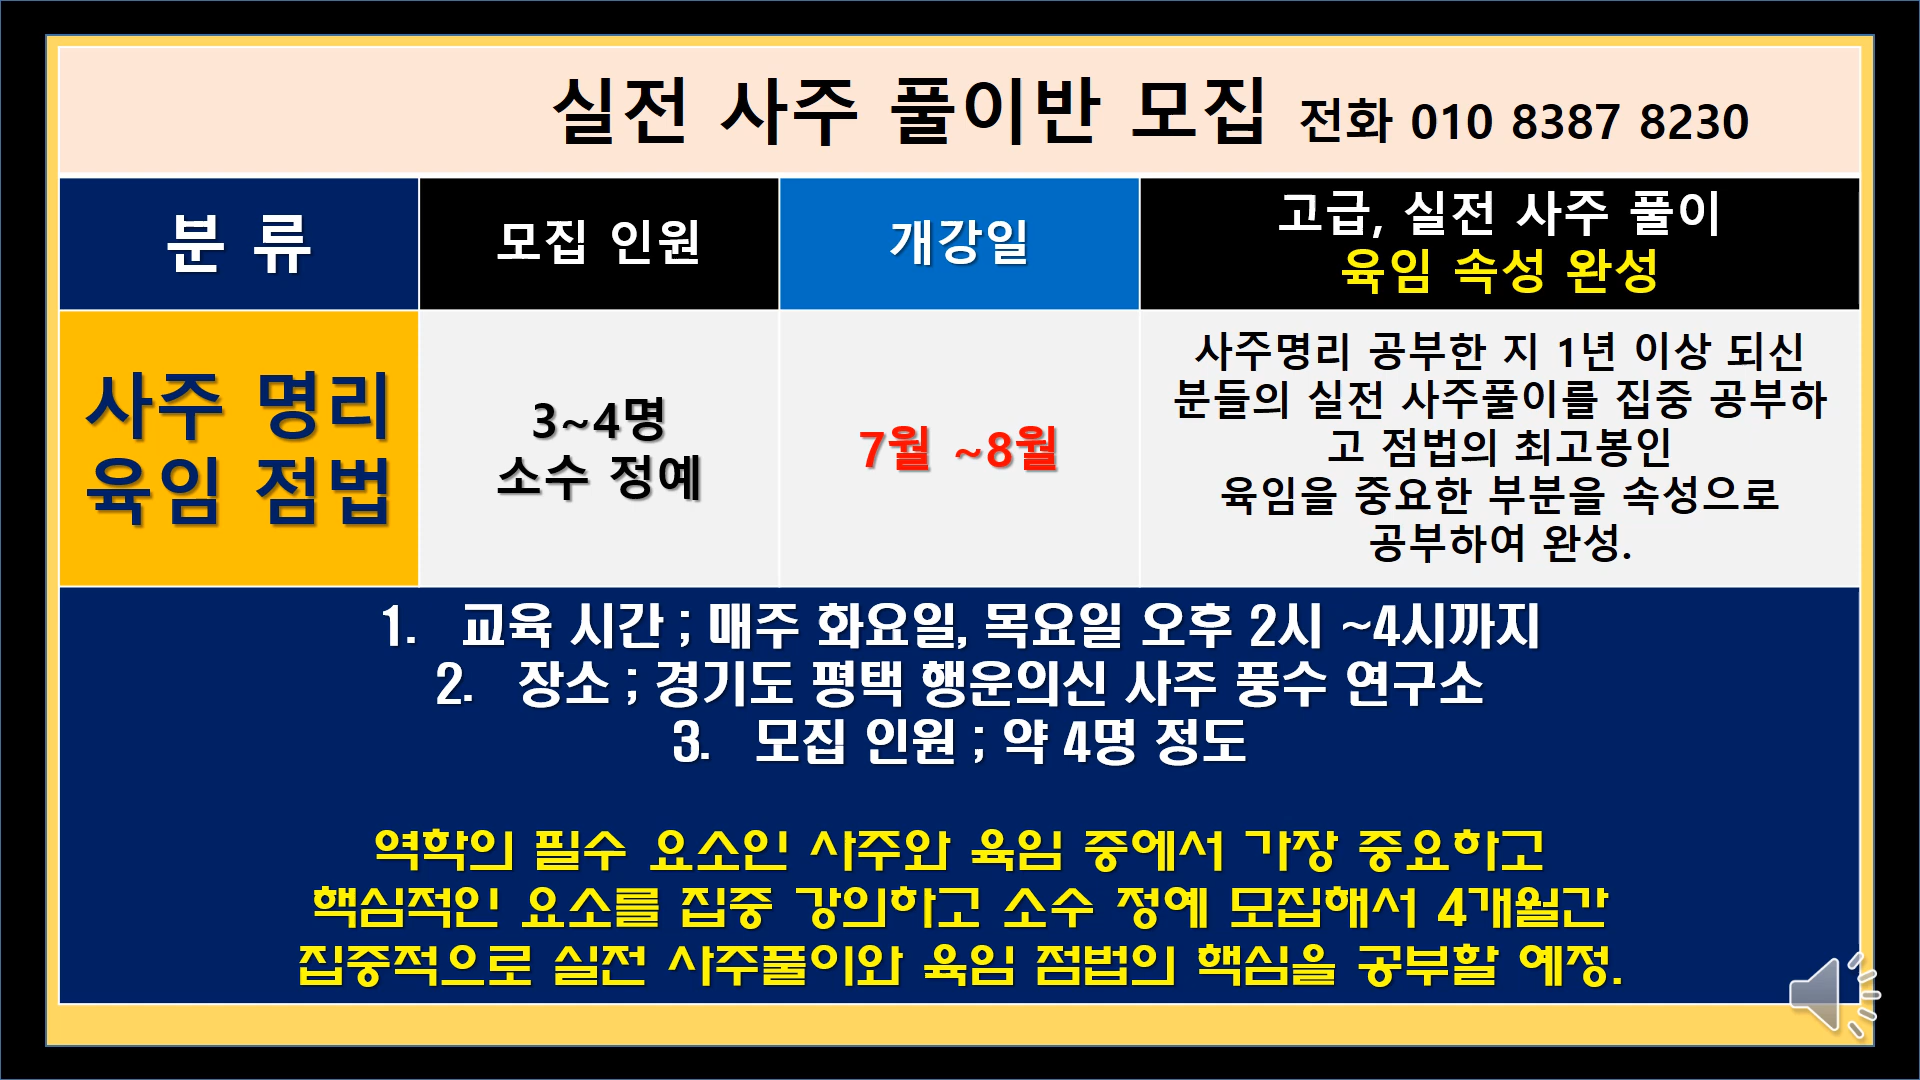 실전 사주 풀이반 모집 전화 010 8387 8230
분 류
모집 인원
개강일
고급, 실전 사주 풀이
육임 속성 완성
사주 명리
육임 점법
3~4명
소수 정예
7월 ~8월
사주명리 공부한 지 1년 이상 되신
분들의 실전 사주풀이를 집중 공부하
고 점법의 최고봉인
육임을 중요한 부분을 속성으로
공부하여 완성.
1. 교육 시간 ; 매주 화요일, 목요일 오후 2시 ~4시까지
2. 장소 ; 경기도 평택 행운의신 사주 풍수 연구소
3. 모집 인원 ; 약 4명 정도
역학의 필수 요소인 사주와 육임 중에서 가장 중요하고
핵심적인 요소를 집중 강의하고 소수 정예 모집해서 4개월간
집중적으로 실전 사주풀이와 육임 점법의 핵심을 공부할 예정.